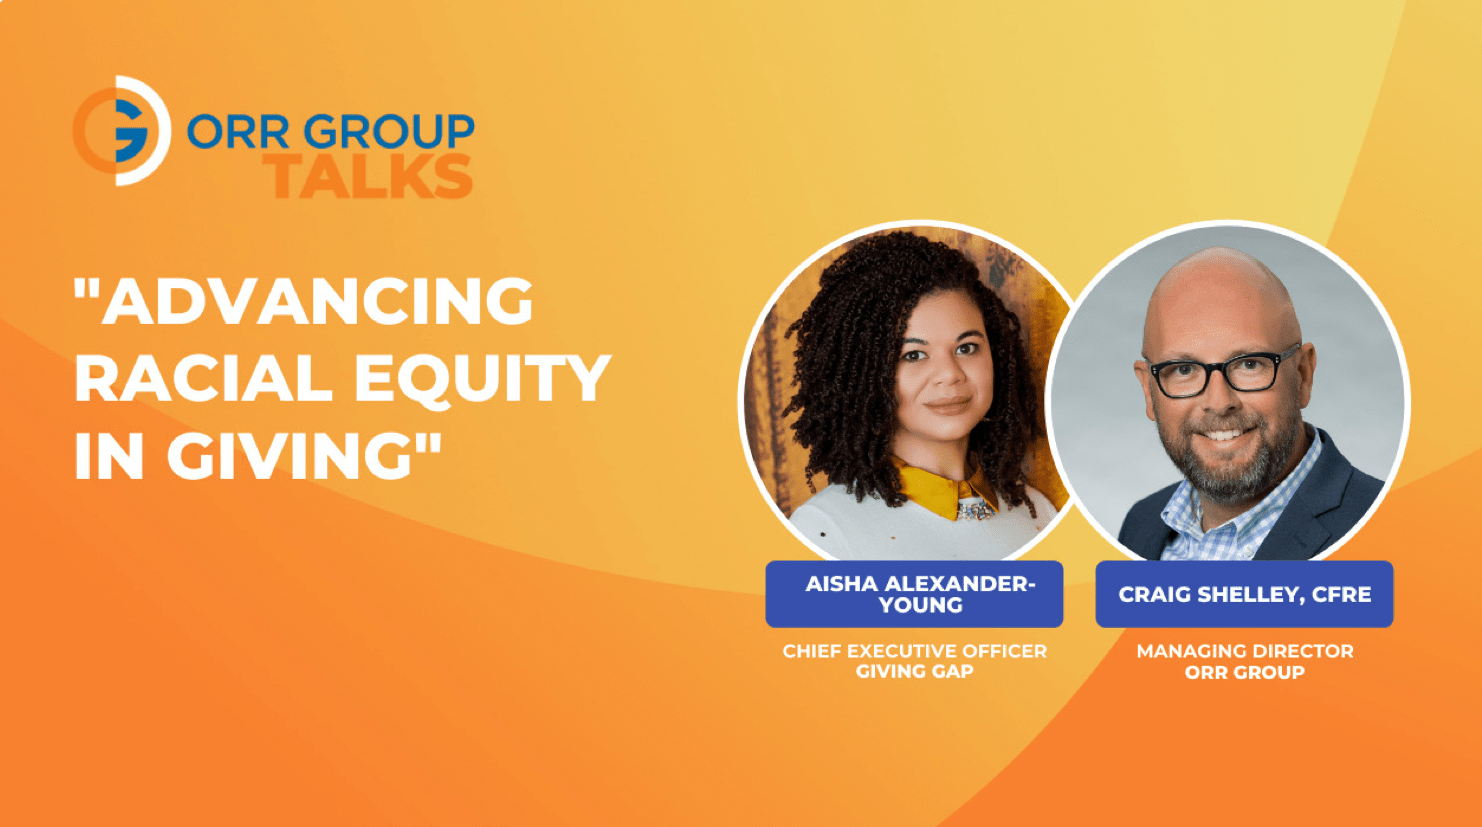 ORR GROUP
TALKS
"ADVANCING
RACIAL EQUITY
IN GIVING"
AISHA ALEXANDER-
YOUNG
CHIEF EXECUTIVE OFFICER
GIVING GAP
CRAIG SHELLEY, CFRE
MANAGING DIRECTOR
ORR GROUP